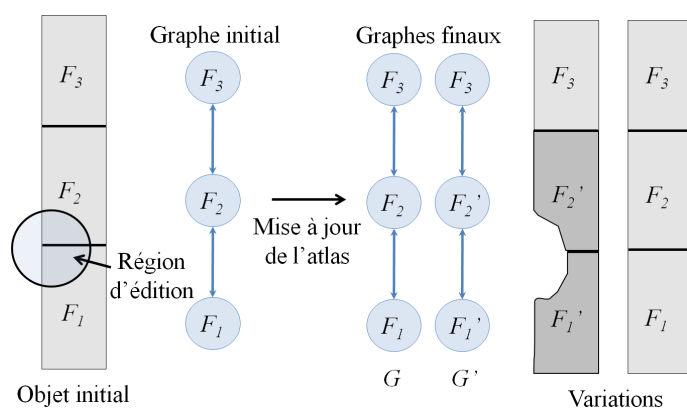 Graphe initial
Graphes finaux
F3
F3
F3
F3
F3
F3
F2
F2
F2
F2'
F2'
F2
Mise à jour
de l'atlas
Région
d'édition
F1
F1
F1
F1'
F1'
F1
G
G'
Objet initial
Variations